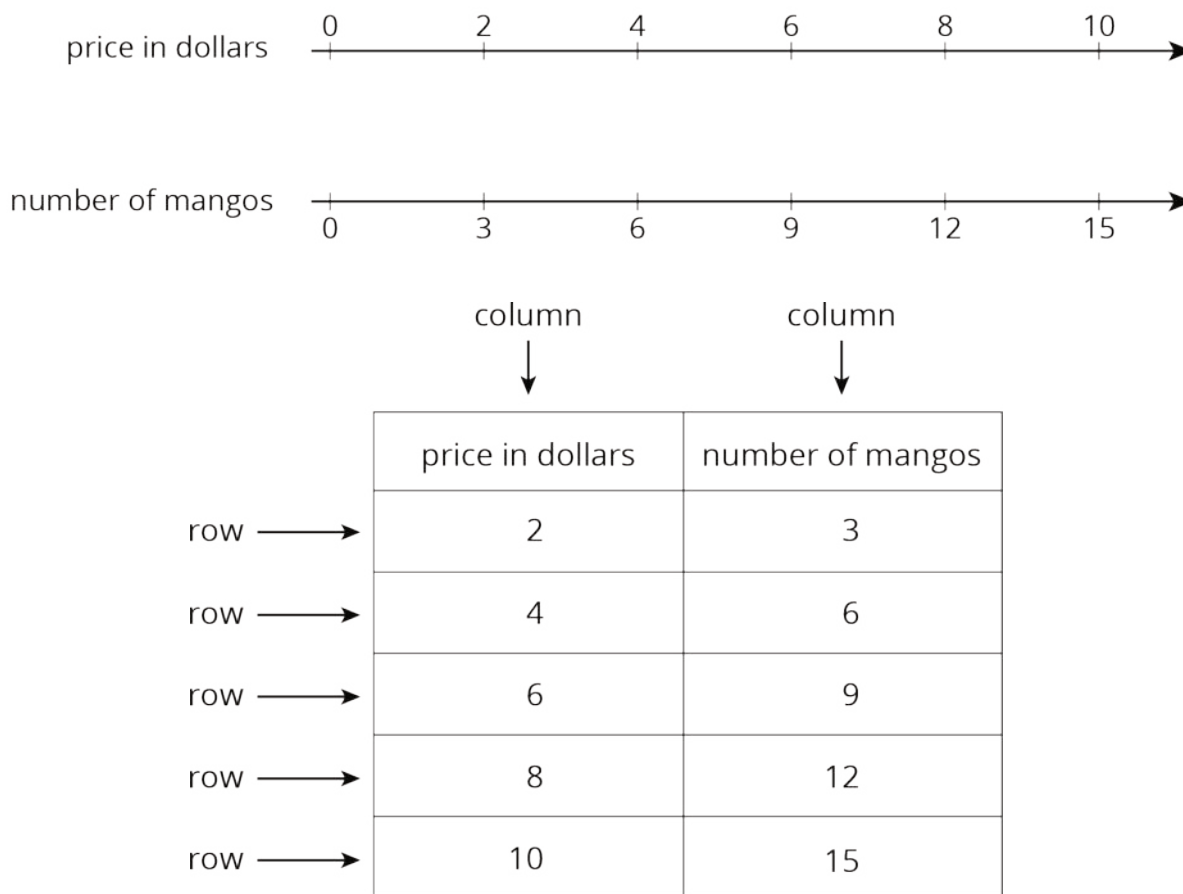 0 2 4 6 8 10
price in dollars
number of mangos
0 3 6 9 12 15
column column
price in dollars number of mangos
row 2 3
row 4 6
row 6 9
row 8 12
row 10 15